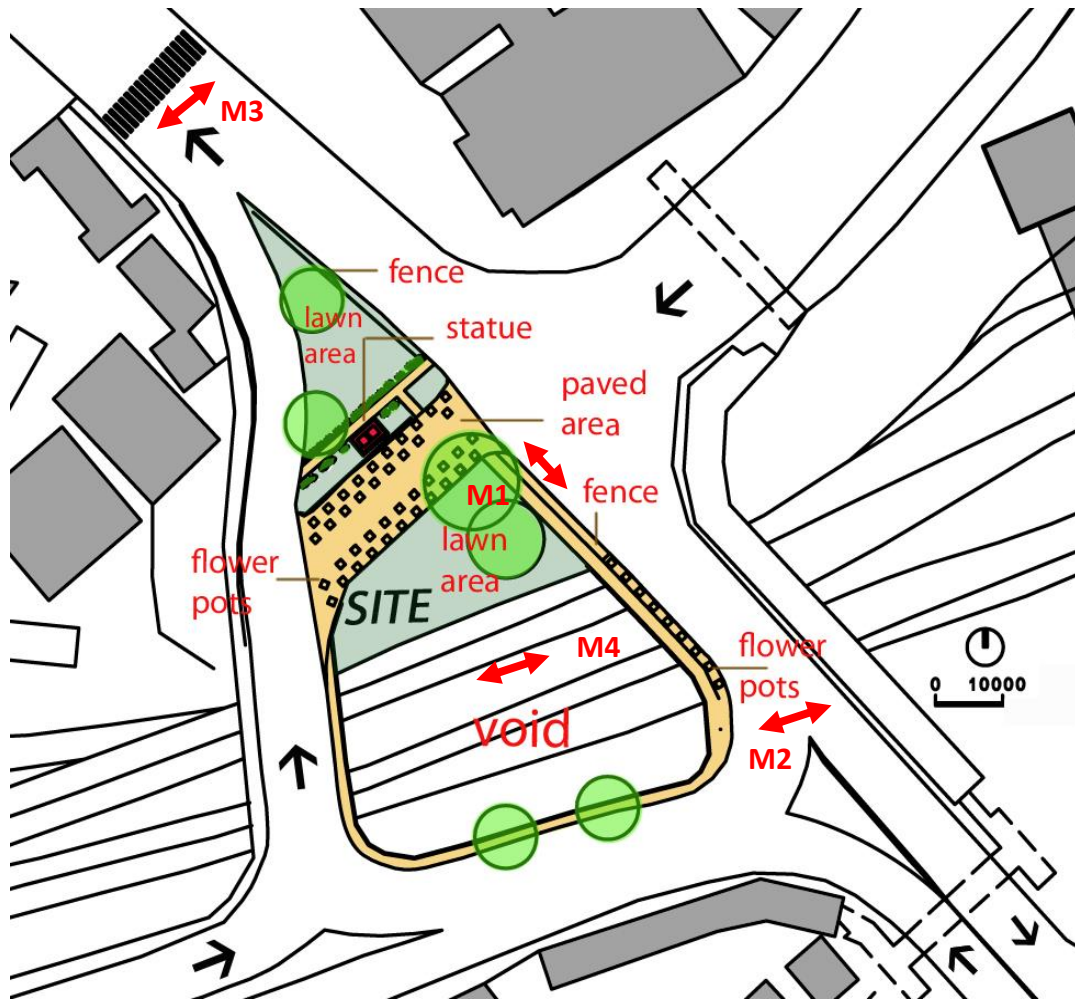 M3
fence
lawn
area
statue
paved
area
M1
fence
lawn
area
flower
pots
SITE
M4
flower
pots
void
M2
0 10000